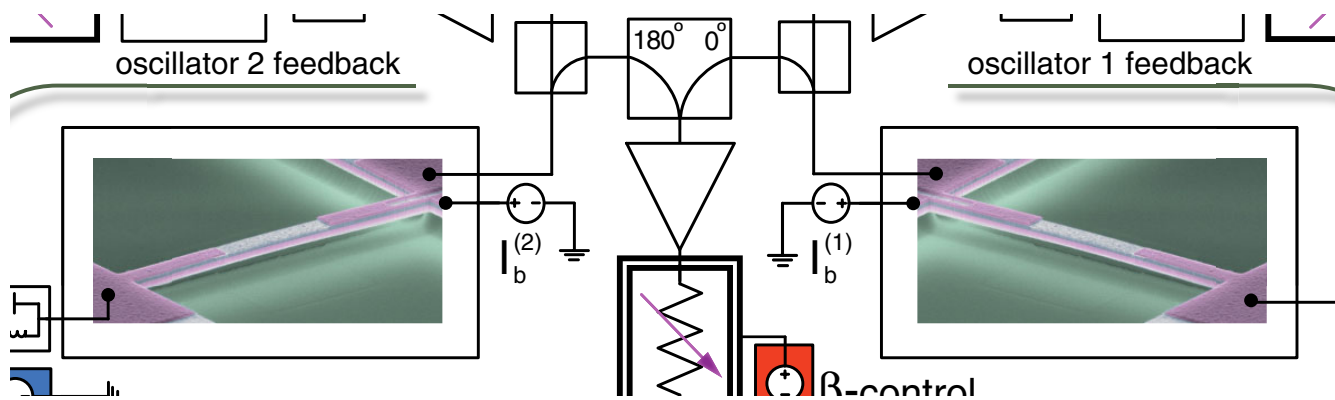 180° 0°
oscillator 2 feedback
oscillator 1 feedback
+ -
- +
I_b^(2)
I_b^(1)
+
β-control